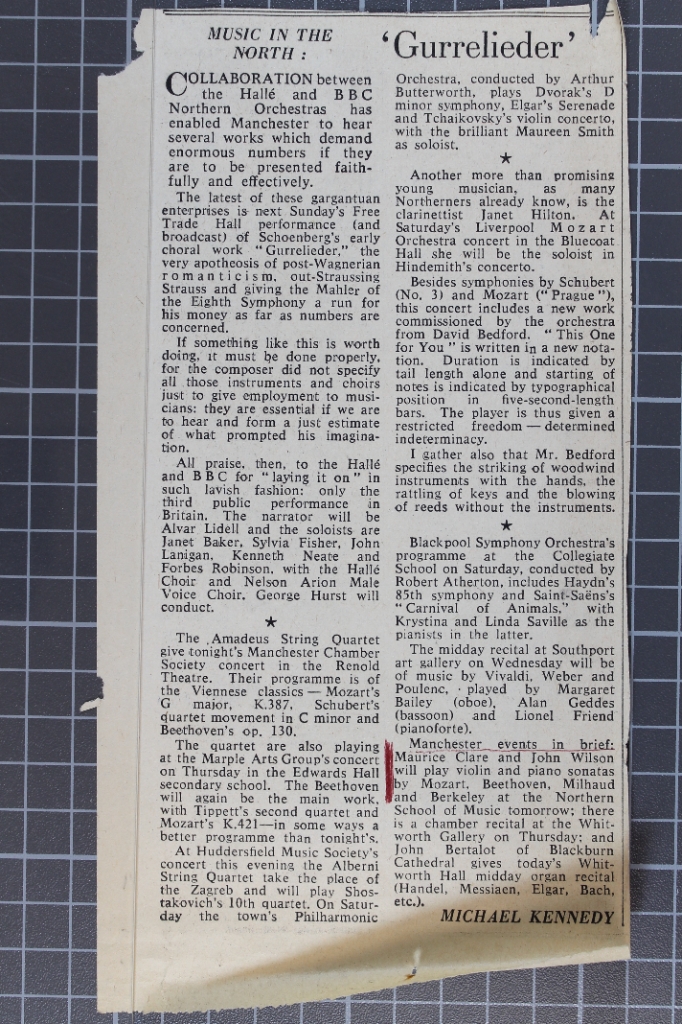 MUSIC IN THE
NORTH :
‘Gurrelieder’
COLLABORATION between
the Hallé and BBC
Northern Orchestras has
enabled Manchester to hear
several works which demand
enormous numbers if they
are to be presented faith-
fully and effectively.
The latest of these gargantuan
enterprises is next Sunday's Free
Trade Hall performance (and
broadcast) of Schoenberg's early
choral work "Gurrelieder," the
very apotheosis of post-Wagnerian
romanticism, out-Straussing
Strauss and giving the Mahler of
the Eighth Symphony a run for
his money as far as numbers are
concerned.
If something like this is worth
doing, it must be done properly,
for the composer did not specify
all those instruments and choirs
just to give employment to musi-
cians: they are essential if we are
to hear and form a just estimate
of what prompted his imagina-
tion.
All praise, then, to the Hallé
and BBC for "laying it on" in
such lavish fashion: only the
third public performance in
Britain. The narrator will be
Alvar Lidell and the soloists are
Janet Baker, Sylvia Fisher, John
Lanigan, Kenneth Neate and
Forbes Robinson, with the Hallé
Choir and Nelson Arion Male
Voice Choir. George Hurst will
conduct.
★
The Amadeus String Quartet
give tonight's Manchester Chamber
Society concert in the Renold
Theatre. Their programme is of
the Viennese classics — Mozart's
G major, K.387, Schubert's
quartet movement in C minor and
Beethoven's op. 130.
The quartet are also playing
at the Marple Arts Group's concert
on Thursday in the Edwards Hall
secondary school. The Beethoven
will again be the main work,
with Tippett's second quartet and
Mozart's K.421—in some ways a
better programme than tonight's.
At Huddersfield Music Society's
concert this evening the Alberni
String Quartet take the place of
the Zagreb and will play Shos-
takovich's 10th quartet. On Satur-
day the town's Philharmonic
Orchestra, conducted by Arthur
Butterworth, plays Dvorak's D
minor symphony, Elgar's Serenade
and Tchaikovsky's violin concerto,
with the brilliant Maureen Smith
as soloist.
★
Another more than promising
young musician, as many
Northerners already know, is the
clarinettist Janet Hilton. At
Saturday's Liverpool Mozart
Orchestra concert in the Bluecoat
Hall she will be the soloist in
Hindemith's concerto.
Besides symphonies by Schubert
(No. 3) and Mozart ("Prague"),
this concert includes a new work
commissioned by the orchestra
from David Bedford. "This One
for You" is written in a new nota-
tion. Duration is indicated by
tail length alone and starting of
notes is indicated by typographical
position in five-second-length
bars. The player is thus given a
restricted freedom — determined
indeterminacy.
I gather also that Mr. Bedford
specifies the striking of woodwind
instruments with the hands, the
rattling of keys and the blowing
of reeds without the instruments.
★
Blackpool Symphony Orchestra's
programme at the Collegiate
School on Saturday, conducted by
Robert Atherton, includes Haydn's
85th symphony and Saint-Saëns's
"Carnival of Animals," with
Krystina and Linda Saville as the
pianists in the latter.
The midday recital at Southport
art gallery on Wednesday will be
of music by Vivaldi, Weber and
Poulenc, played by Margaret
Bailey (oboe), Alan Geddes
(bassoon) and Lionel Friend
(pianoforte).
Manchester events in brief:
Maurice Clare and John Wilson
will play violin and piano sonatas
by Mozart, Beethoven, Milhaud
and Berkeley at the Northern
School of Music tomorrow; there
is a chamber recital at the Whit-
worth Gallery on Thursday; and
John Bertalot of Blackburn
Cathedral gives today's Whit-
worth Hall midday organ recital
(Handel, Messiaen, Elgar, Bach,
etc.).
MICHAEL KENNEDY